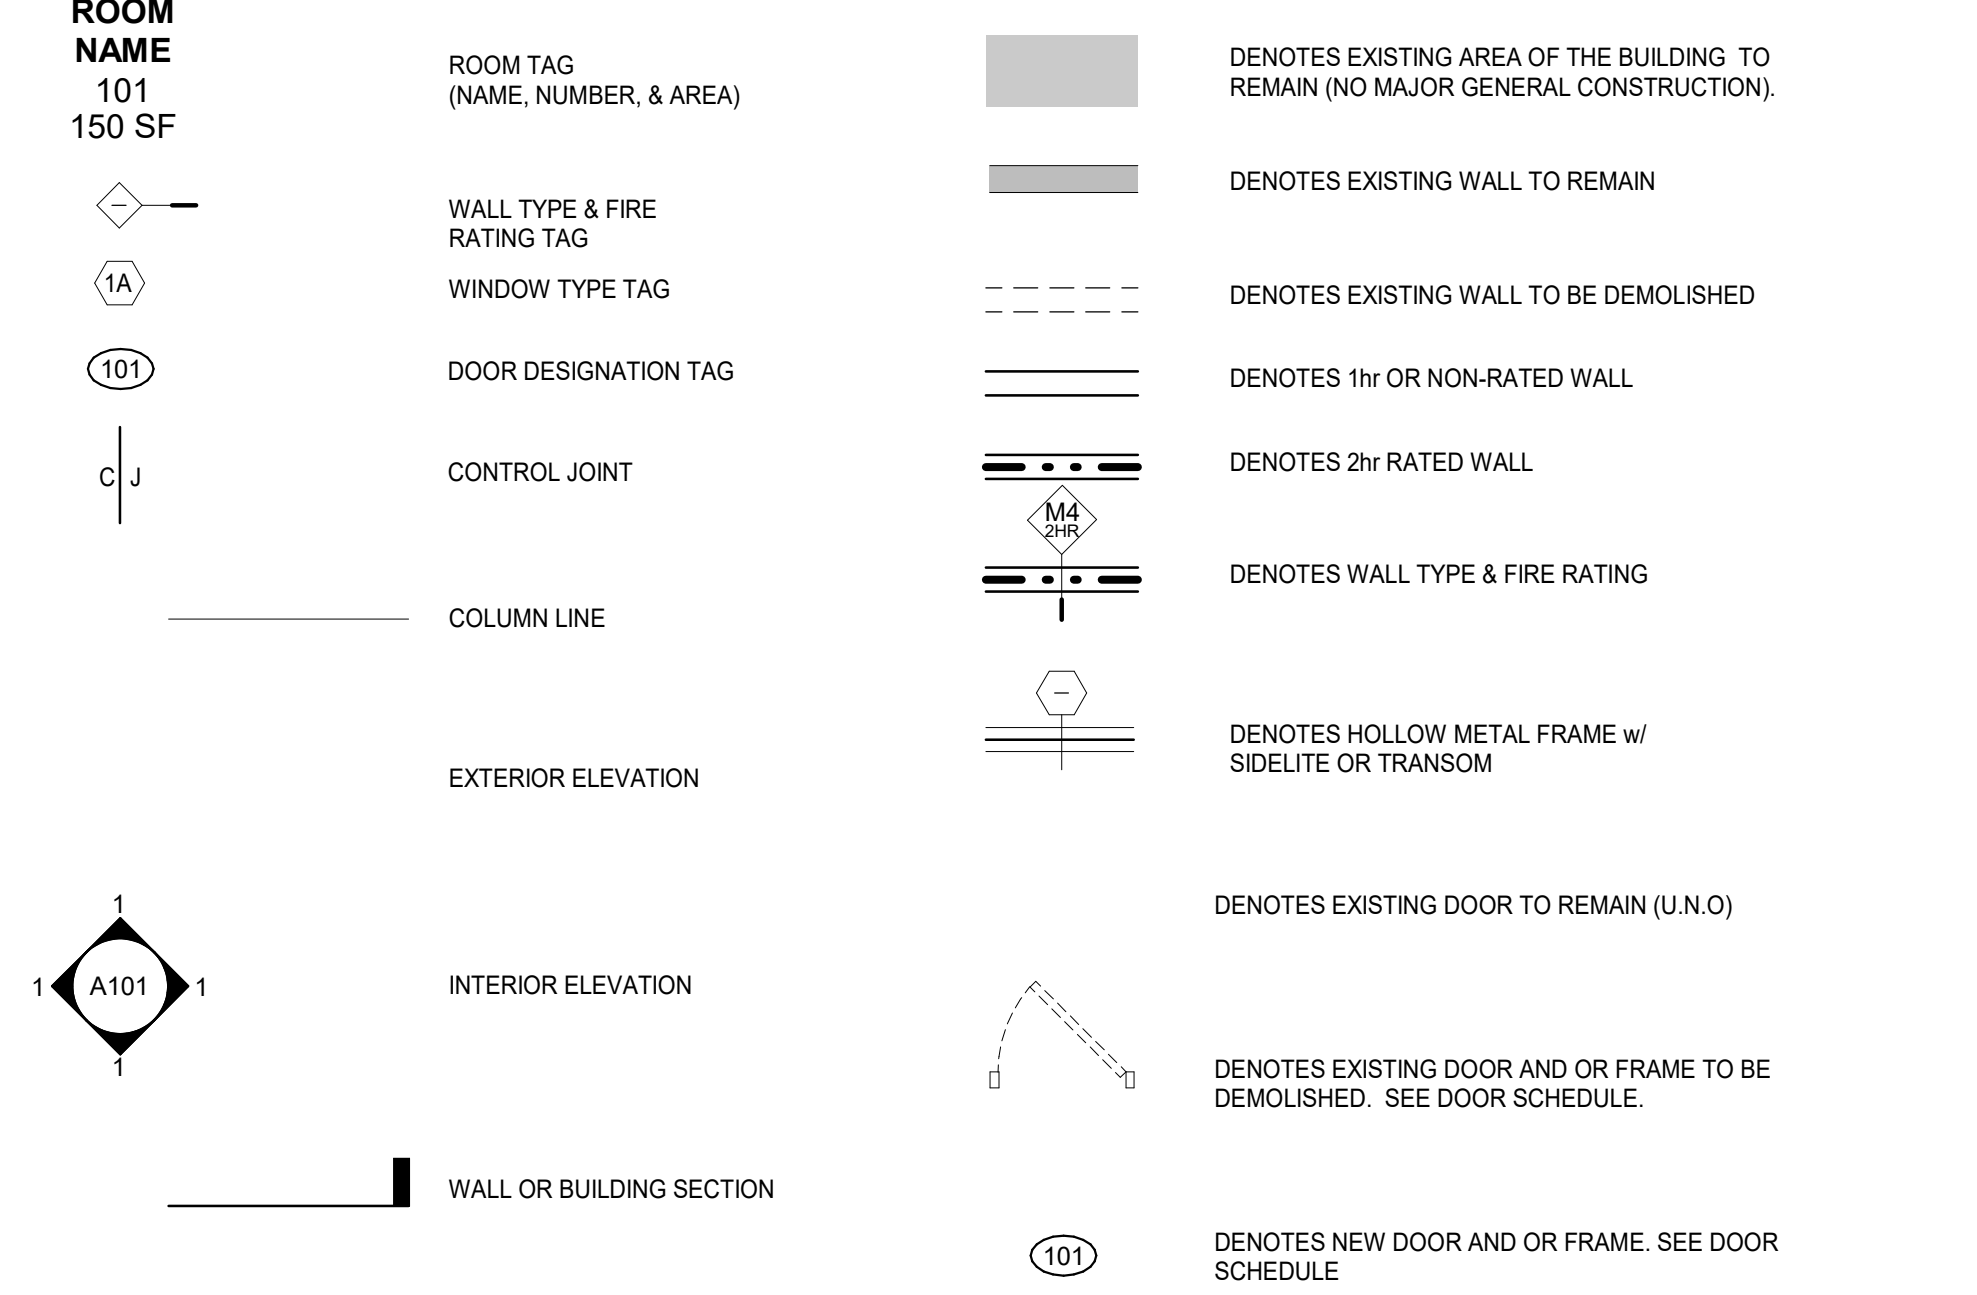 ROOM
NAME
101
150 SF
ROOM TAG
(NAME, NUMBER, & AREA)
–
WALL TYPE & FIRE
RATING TAG
1A
WINDOW TYPE TAG
101
DOOR DESIGNATION TAG
C J
CONTROL JOINT
COLUMN LINE
EXTERIOR ELEVATION
1
1 A101 1
1
INTERIOR ELEVATION
WALL OR BUILDING SECTION
DENOTES EXISTING AREA OF THE BUILDING  TO
REMAIN (NO MAJOR GENERAL CONSTRUCTION).
DENOTES EXISTING WALL TO REMAIN
DENOTES EXISTING WALL TO BE DEMOLISHED
DENOTES 1hr OR NON-RATED WALL
DENOTES 2hr RATED WALL
M4
2HR
DENOTES WALL TYPE & FIRE RATING
–
DENOTES HOLLOW METAL FRAME w/
SIDELITE OR TRANSOM
DENOTES EXISTING DOOR TO REMAIN (U.N.O)
DENOTES EXISTING DOOR AND OR FRAME TO BE
DEMOLISHED.  SEE DOOR SCHEDULE.
101
DENOTES NEW DOOR AND OR FRAME. SEE DOOR
SCHEDULE